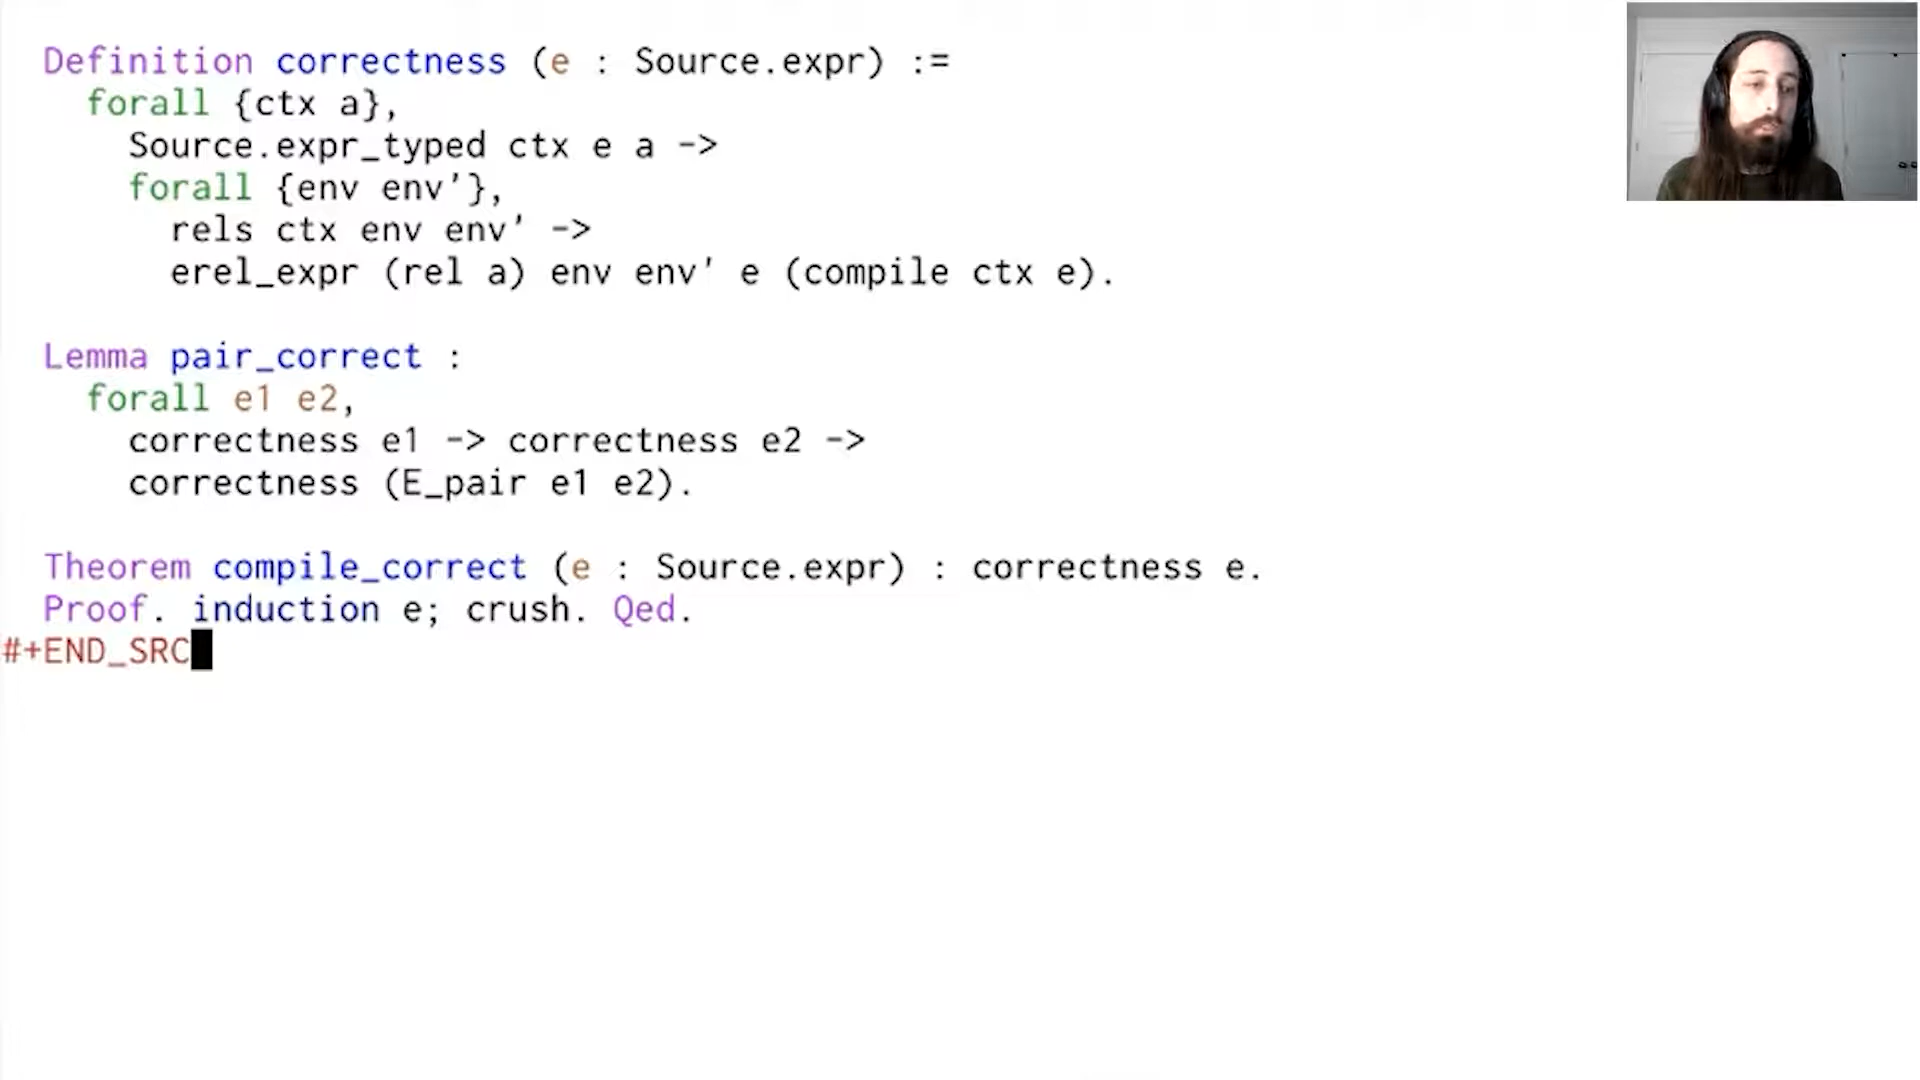 Definition correctness (e : Source.expr) :=
forall {ctx a},
Source.expr_typed ctx e a ->
forall {env env'},
rels ctx env env' ->
erel_expr (rel a) env env' e (compile ctx e).
Lemma pair_correct :
forall e1 e2,
correctness e1 -> correctness e2 ->
correctness (E_pair e1 e2).
Theorem compile_correct (e : Source.expr) : correctness e.
Proof. induction e; crush. Qed.
#+END_SRC